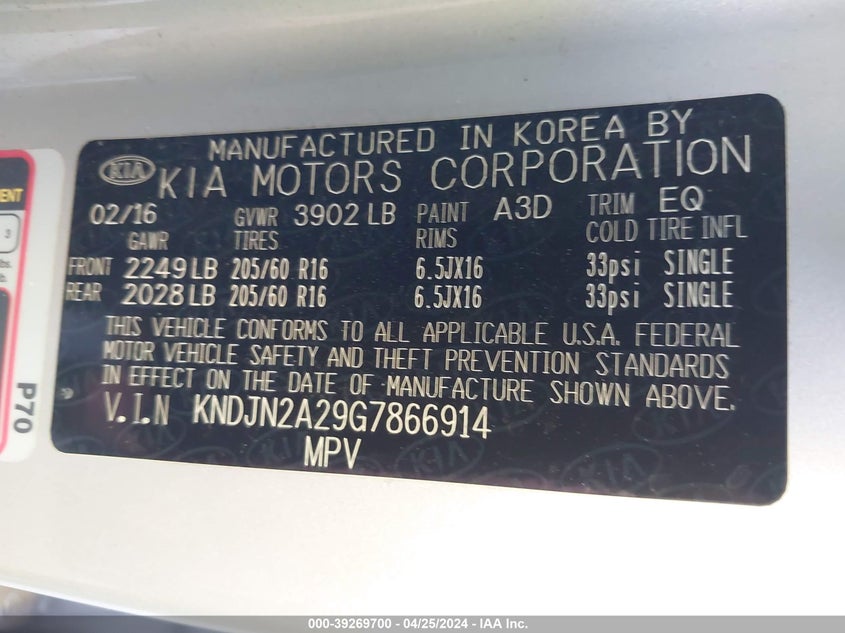 MANUFACTURED IN KOREA BY
KIA KIA MOTORS CORPORATION
02/16 GVWR 3902 LB PAINT A3D TRIM EQ
GAWR TIRES RIMS COLD TIRE INFL
FRONT 2249 LB 205/60 R16 6.5JX16 33psi SINGLE
REAR 2028 LB 205/60 R16 6.5JX16 33psi SINGLE
THIS VEHICLE CONFORMS TO ALL APPLICABLE U.S.A. FEDERAL
MOTOR VEHICLE SAFETY AND THEFT PREVENTION STANDARDS
IN EFFECT ON THE DATE OF MANUFACTURE SHOWN ABOVE.
V.I.N KNDJN2A29G7866914
MPV
3
P70
000-39269700 - 04/25/2024 - IAA Inc.